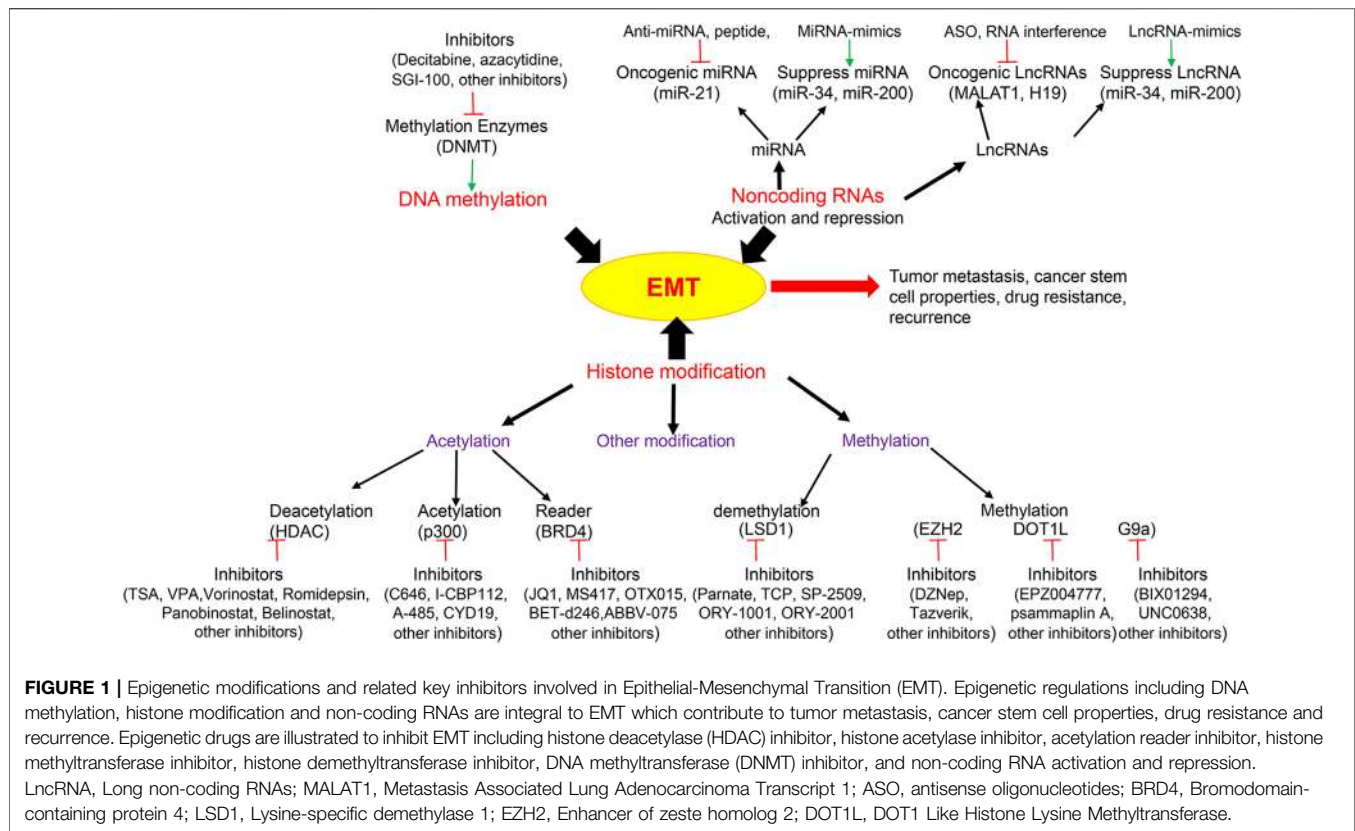 Inhibitors
(Decitabine, azacytidine,
SGI-100, other inhibitors)
Methylation Enzymes
(DNMT)
DNA methylation
Anti-miRNA, peptide,
Oncogenic miRNA
(miR-21)
MiRNA-mimics
Suppress miRNA
(miR-34, miR-200)
miRNA
ASO, RNA interference
Oncogenic LncRNAs
(MALAT1, H19)
LncRNA-mimics
Suppress LncRNA
(miR-34, miR-200)
LncRNAs
Noncoding RNAs
Activation and repression
EMT
Tumor metastasis, cancer stem
cell properties, drug resistance,
recurrence
Histone modification
Acetylation
Other modification
Methylation
Deacetylation
(HDAC)
Acetylation
(p300)
Reader
(BRD4)
demethylation
(LSD1)
Methylation
(EZH2
DOT1L
G9a)
Inhibitors
(TSA, VPA,Vorinostat, Romidepsin,
Panobinostat, Belinostat,
other inhibitors)
Inhibitors
(C646, I-CBP112,
A-485, CYD19,
other inhibitors)
Inhibitors
(JQ1, MS417, OTX015,
BET-d246,ABBV-075
other inhibitors)
Inhibitors
(Parnate, TCP, SP-2509,
ORY-1001, ORY-2001
other inhibitors)
Inhibitors
(DZNep,
Tazverik,
other inhibitors)
Inhibitors
(EPZ004777,
psammaplin A,
other inhibitors)
Inhibitors
(BIX01294,
UNC0638,
other inhibitors)
FIGURE 1 | Epigenetic modifications and related key inhibitors involved in Epithelial-Mesenchymal Transition (EMT). Epigenetic regulations including DNA
methylation, histone modification and non-coding RNAs are integral to EMT which contribute to tumor metastasis, cancer stem cell properties, drug resistance and
recurrence. Epigenetic drugs are illustrated to inhibit EMT including histone deacetylase (HDAC) inhibitor, histone acetylase inhibitor, acetylation reader inhibitor, histone
methyltransferase inhibitor, histone demethyltransferase inhibitor, DNA methyltransferase (DNMT) inhibitor, and non-coding RNA activation and repression.
LncRNA, Long non-coding RNAs; MALAT1, Metastasis Associated Lung Adenocarcinoma Transcript 1; ASO, antisense oligonucleotides; BRD4, Bromodomain-
containing protein 4; LSD1, Lysine-specific demethylase 1; EZH2, Enhancer of zeste homolog 2; DOT1L, DOT1 Like Histone Lysine Methyltransferase.